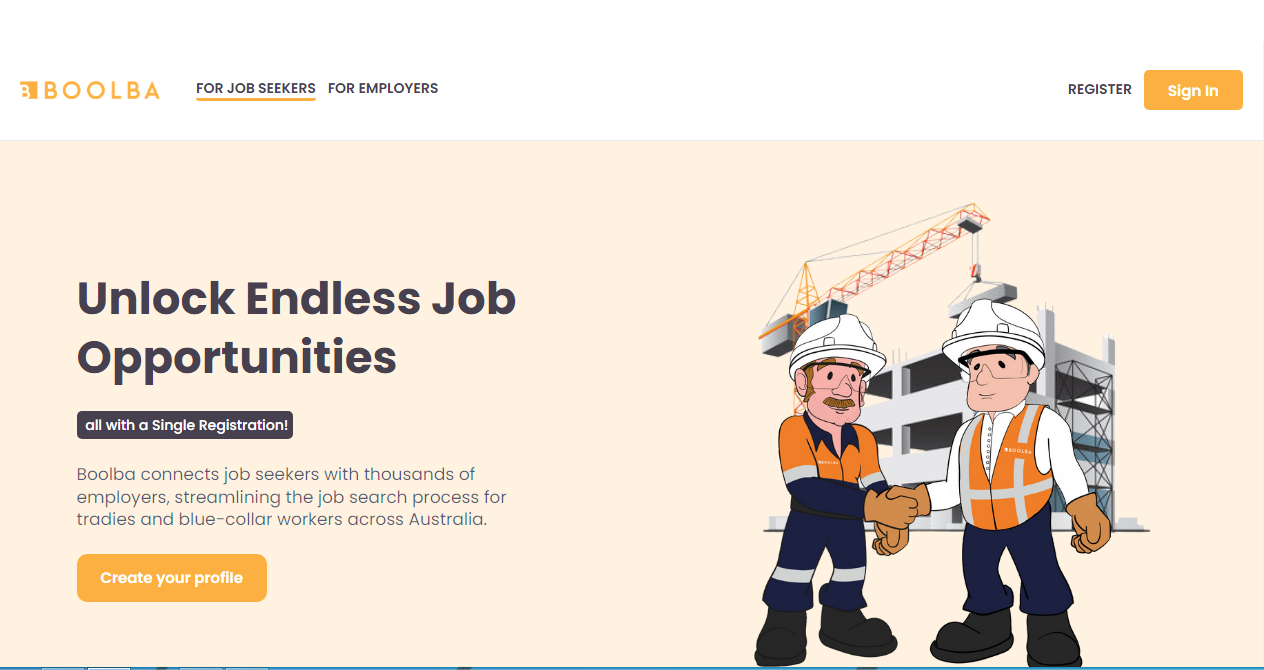 BOOLBA
FOR JOB SEEKERS
FOR EMPLOYERS
REGISTER
Sign In
Unlock Endless Job
Opportunities
all with a Single Registration!
Boolba connects job seekers with thousands of
employers, streamlining the job search process for
tradies and blue-collar workers across Australia.
Create your profile
BOOLBA
BOOLBA